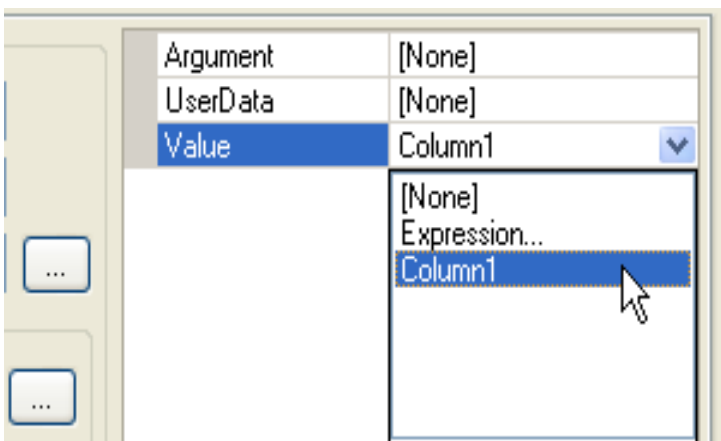 Argument [None]
UserData [None]
Value Column1
[None]
Expression...
Column1
...
...